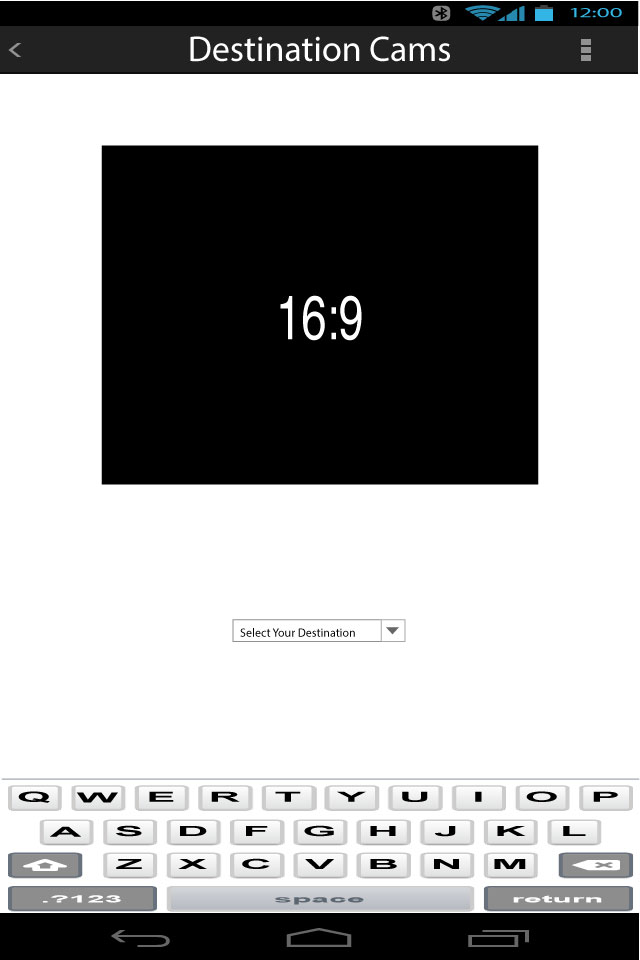 12:00
Destination Cams
16:9
Select Your Destination
Q W E R T Y U I O P
A S D F G H J K L
Z X C V B N M
.?123 space return